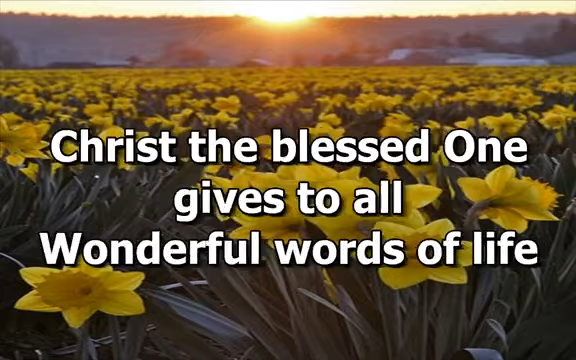 Christ the blessed One
gives to all
Wonderful words of life